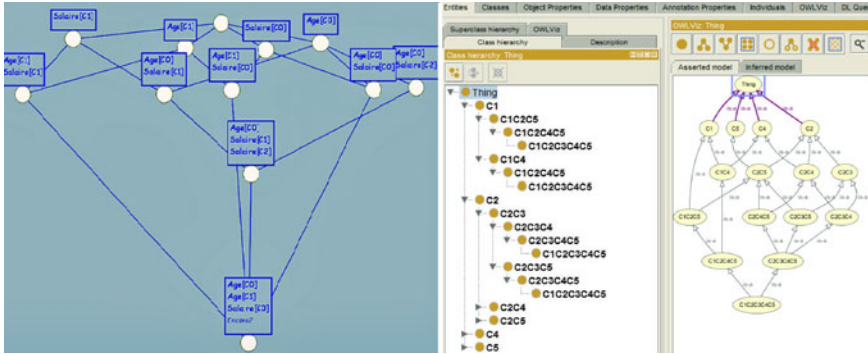 Salaire[C1]
Age[C1]
Salaire[C0]
Age[C0]
Salaire[C1]
Age[C0]
Salaire[C1]
Age[C1]
Salaire[C0]
Age[C0]
Salaire[C0]
Age[C0]
Salaire[C2]
Age[C0]
Salaire[C1]
Salaire[C2]
Age[C0]
Age[C1]
Entities
Classes
Object Properties
Data Properties
Annotation Properties
Individuals
OWLViz
DL Que
Superclass hierarchy
OWLViz
Class hierarchy
Description
Class hierarchy: Thing
Thing
C1
C1C2C5
C1C2C4C5
C1C2C3C4C5
C1C4
C1C2C4C5
C1C2C3C4C5
C2
C2C3
C2C3C4
C2C3C4C5
C1C2C3C4C5
C2C3C5
C2C3C4C5
C1C2C3C4C5
C2C4
C2C5
C4
C5
OWLViz: Thing
Asserted model
Inferred model
Thing
C1
C5
C4
C2
C1C4
C2C5
C2C4
C2C3
C1C2C5
C2C4C5
C2C3C5
C2C3C4
C1C2C4C5
C2C3C4C5
C1C2C3C4C5